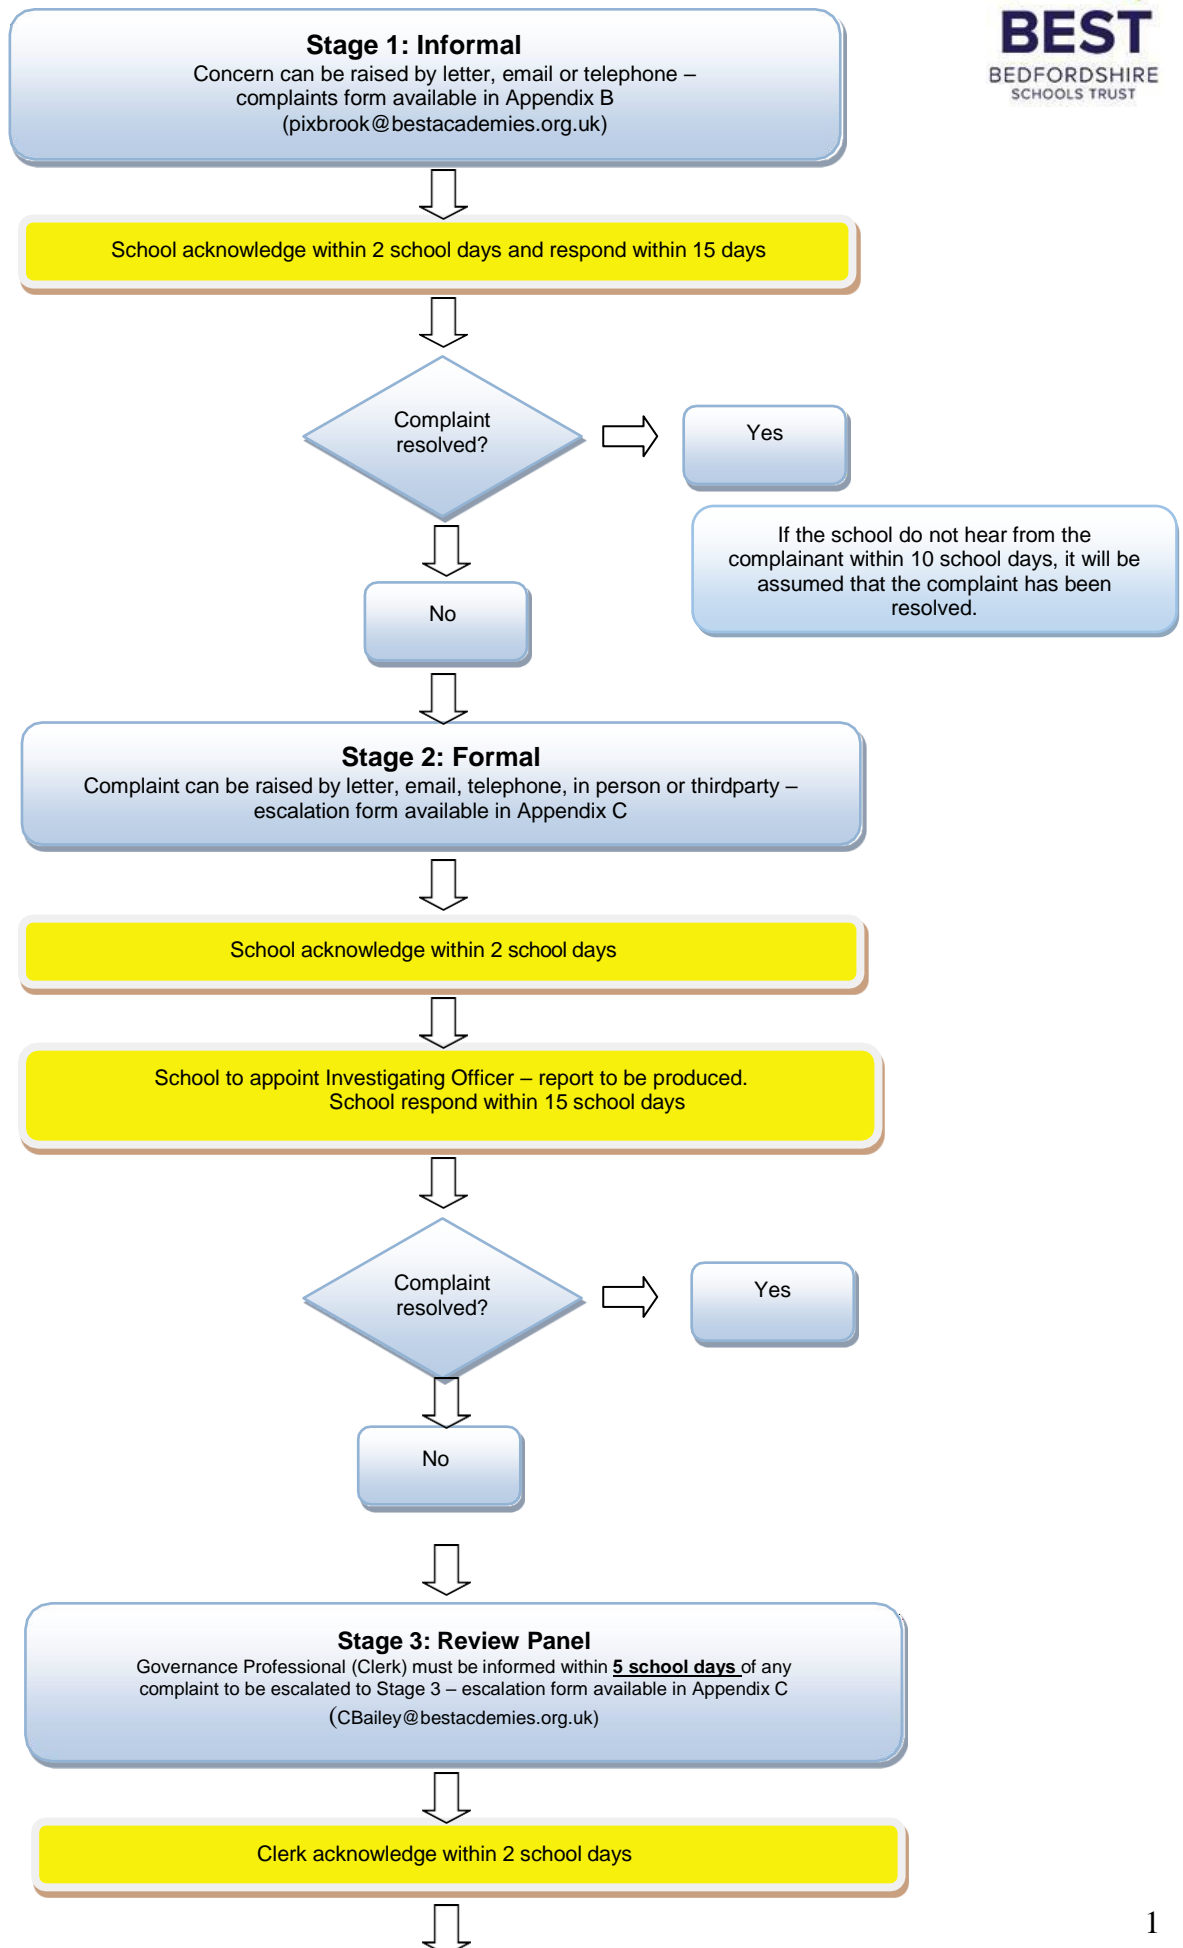 BEST
BEDFORDSHIRE
SCHOOLS TRUST
Stage 1: Informal
Concern can be raised by letter, email or telephone –
complaints form available in Appendix B
(pixbrook@bestacademies.org.uk)
School acknowledge within 2 school days and respond within 15 days
Complaint
resolved?
Yes
If the school do not hear from the
complainant within 10 school days, it will be
assumed that the complaint has been
resolved.
No
Stage 2: Formal
Complaint can be raised by letter, email, telephone, in person or thirdparty –
escalation form available in Appendix C
School acknowledge within 2 school days
School to appoint Investigating Officer – report to be produced.
School respond within 15 school days
Complaint
resolved?
Yes
No
Stage 3: Review Panel
Governance Professional (Clerk) must be informed within 5 school days of any
complaint to be escalated to Stage 3 – escalation form available in Appendix C
(CBailey@bestacdemies.org.uk)
Clerk acknowledge within 2 school days
1